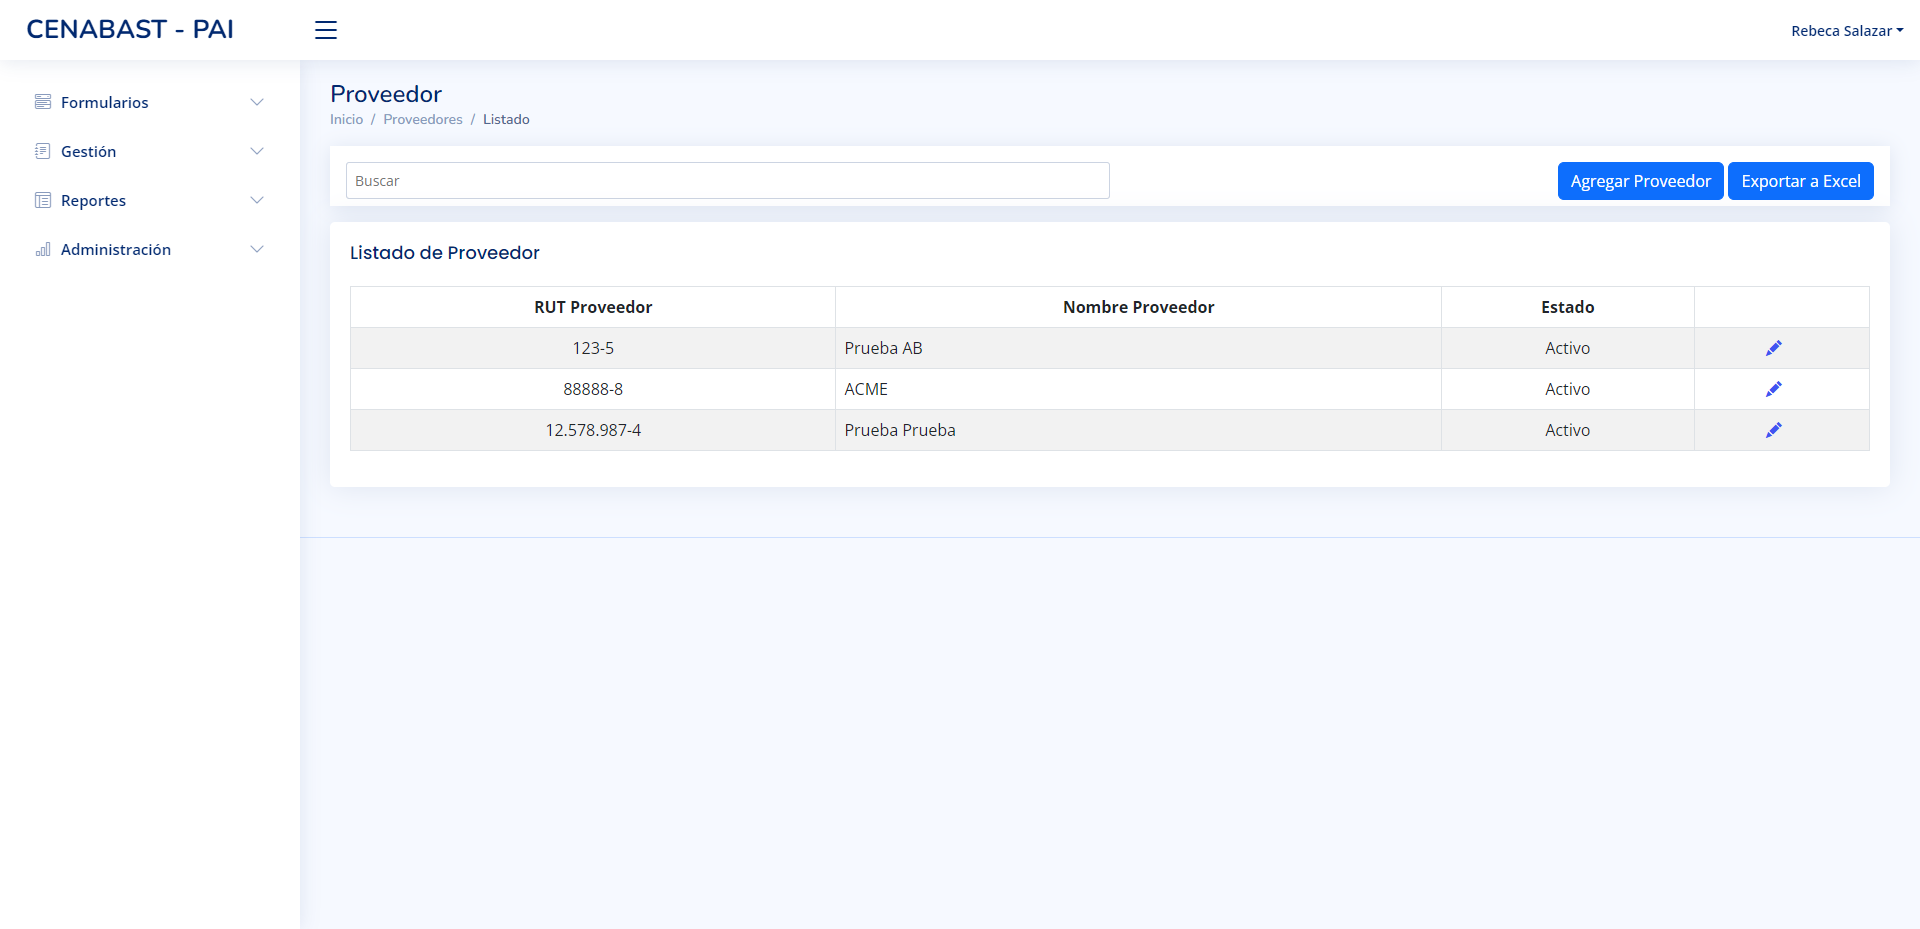 CENABAST - PAI
Rebeca Salazar
Formularios
Gestión
Reportes
Administración
Proveedor
Inicio / Proveedores / Listado
Buscar
Agregar Proveedor Exportar a Excel
Listado de Proveedor
RUT Proveedor Nombre Proveedor Estado
123-5 Prueba AB Activo
88888-8 ACME Activo
12.578.987-4 Prueba Prueba Activo